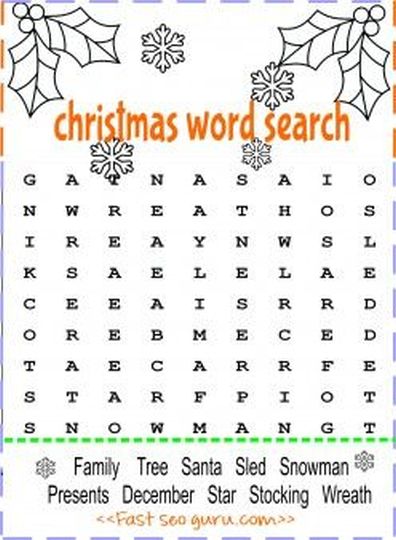 christmas word search
G A T N A S A I O
N W R E A T H O S
I R E A Y N W S L
K S A E L E L A E
C E E A I S R R D
O R E B M E C E D
T A E C A R R F E
S T A R F P I O T
S N O W M A N G T
Family Tree Santa Sled Snowman
Presents December Star Stocking Wreath
<<Fast seo guru.com>>